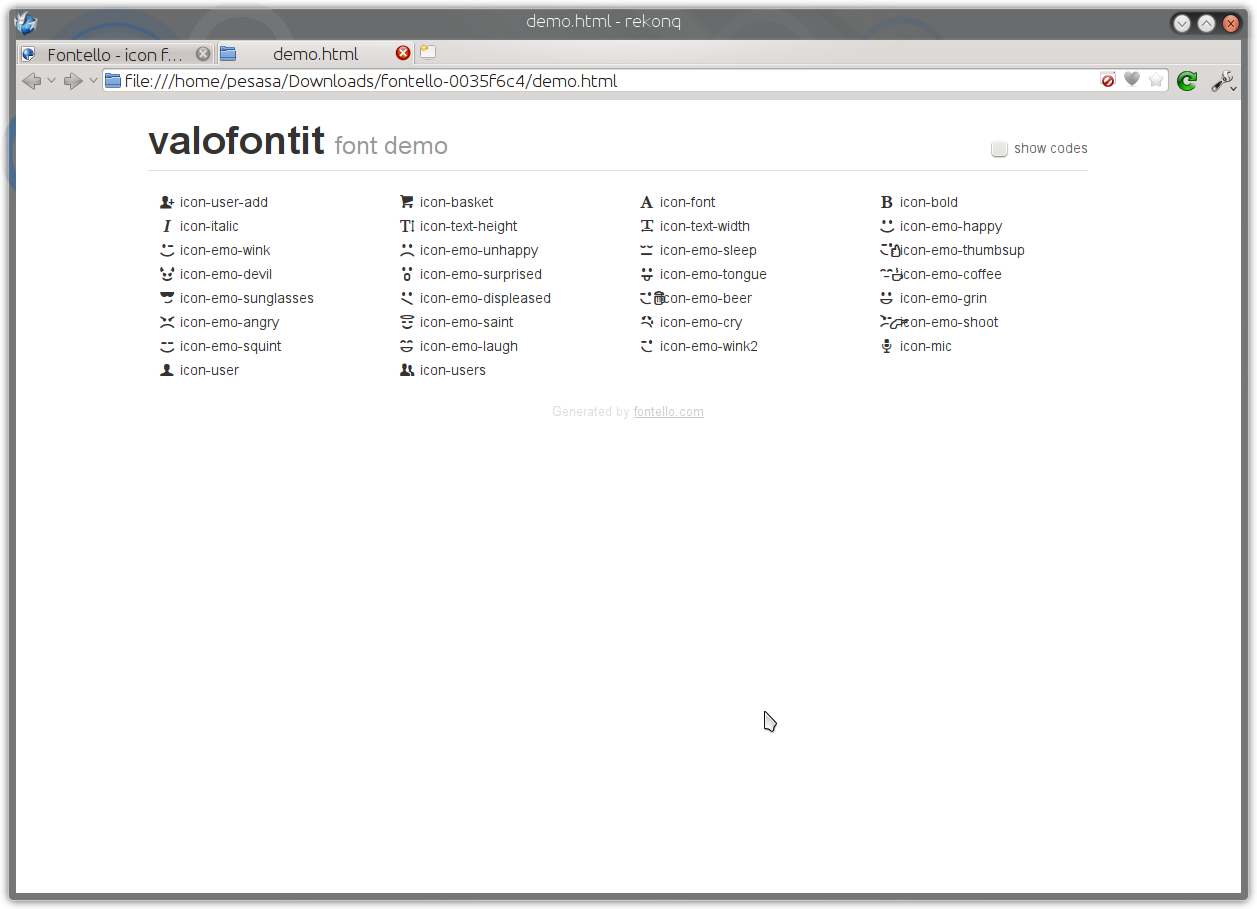 demo.html - rekonq
Fontello - icon f... demo.html
file:///home/pesasa/Downloads/fontello-0035f6c4/demo.html
valofontit font demo
show codes
icon-user-add icon-basket icon-font icon-bold
icon-italic icon-text-height icon-text-width icon-emo-happy
icon-emo-wink icon-emo-unhappy icon-emo-sleep icon-emo-thumbsup
icon-emo-devil icon-emo-surprised icon-emo-tongue icon-emo-coffee
icon-emo-sunglasses icon-emo-displeased icon-emo-beer icon-emo-grin
icon-emo-angry icon-emo-saint icon-emo-cry icon-emo-shoot
icon-emo-squint icon-emo-laugh icon-emo-wink2 icon-mic
icon-user icon-users
Generated by fontello.com